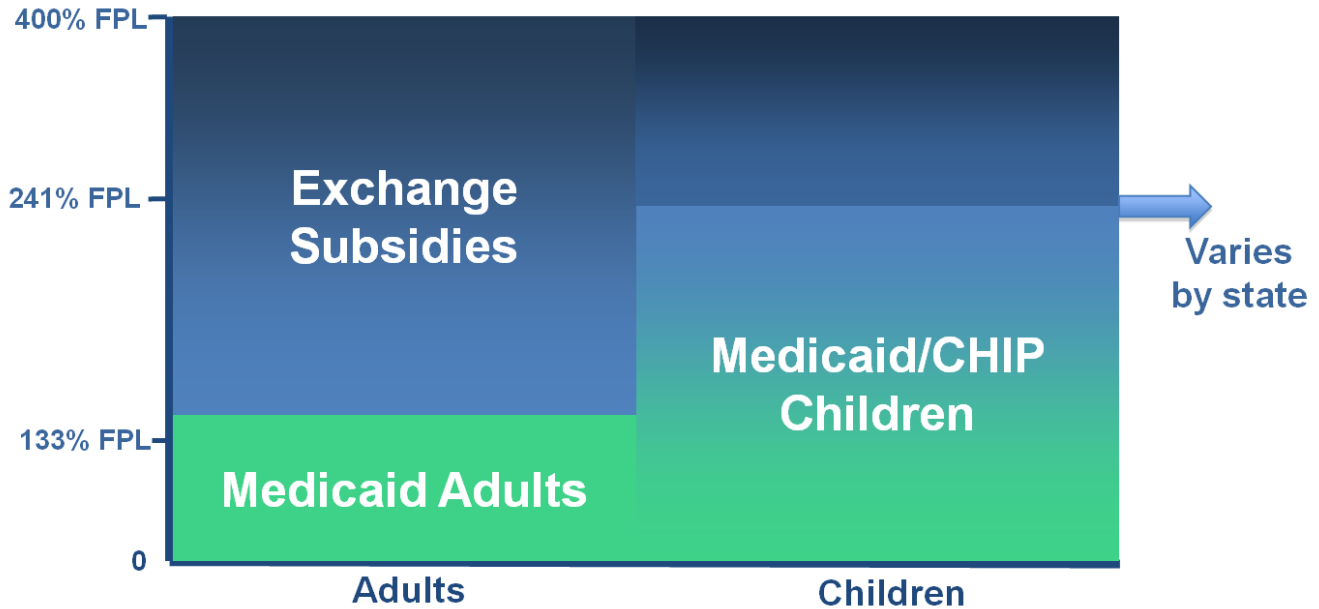 400% FPL
241% FPL
133% FPL
0
Exchange
Subsidies
Medicaid Adults
Medicaid/CHIP
Children
Varies
by state
Adults
Children